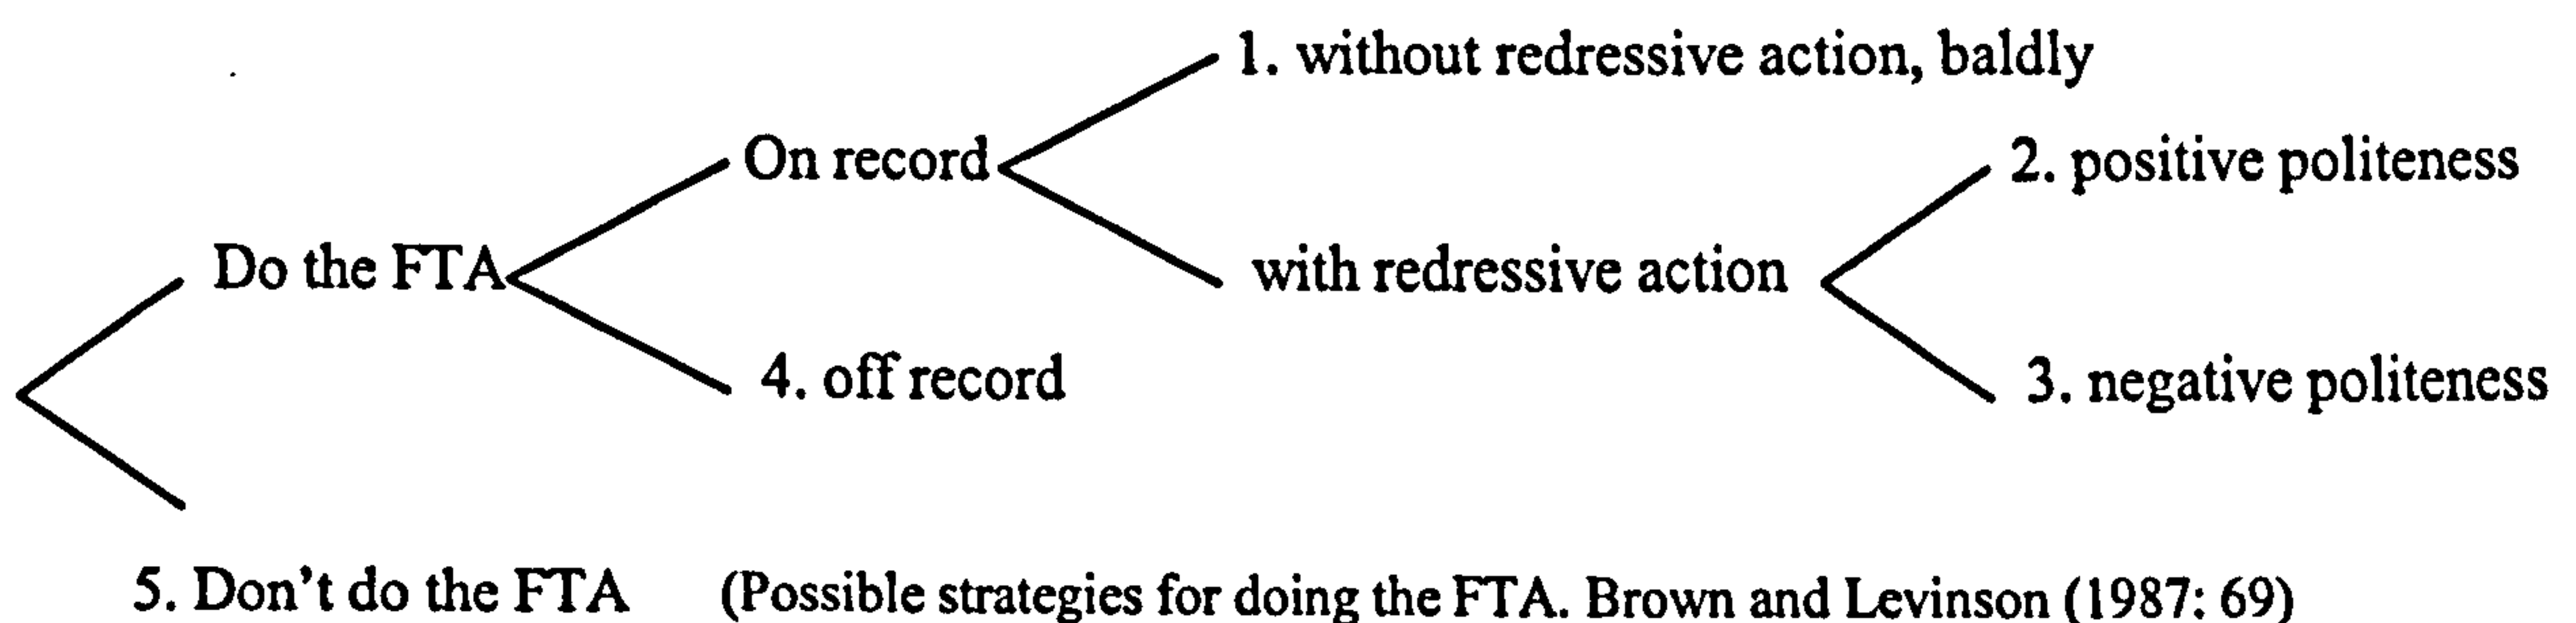 1. without redressive action, baldly
On record
2. positive politeness
Do the FTA
with redressive action
4. off record
3. negative politeness
5. Don't do the FTA (Possible strategies for doing the FTA. Brown and Levinson (1987: 69)